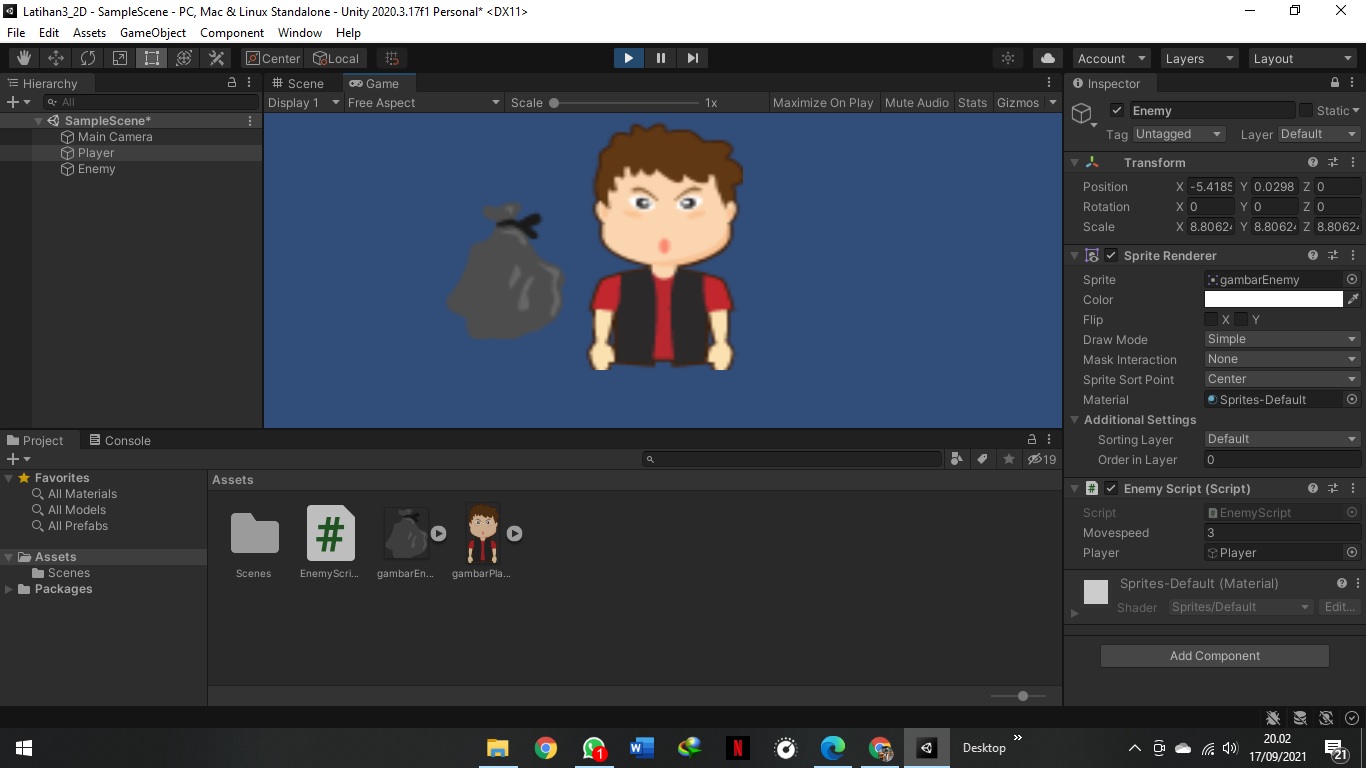 Latihan3_2D - SampleScene - PC, Mac & Linux Standalone - Unity 2020.3.17f1 Personal* <DX11>
File Edit Assets GameObject Component Window Help
Center Local Account Layers Layout
Hierarchy
All
SampleScene*
Main Camera
Player
Enemy
Scene Game
Display 1 Free Aspect Scale 1x Maximize On Play Mute Audio Stats Gizmos
Inspector
Enemy Static
Tag Untagged Layer Default
Transform
Position X -5.4185 Y 0.0298 Z 0
Rotation X 0 Y 0 Z 0
Scale X 8.8062 Y 8.8062 Z 8.8062
Sprite Renderer
Sprite gambarEnemy
Color
Flip X Y
Draw Mode Simple
Mask Interaction None
Sprite Sort Point Center
Material Sprites-Default
Additional Settings
Sorting Layer Default
Order in Layer 0
# Enemy Script (Script)
Script EnemyScript
Movespeed 3
Player Player
Sprites-Default (Material)
Shader Sprites/Default Edit...
Add Component
Project Console
19
Favorites
All Materials
All Models
All Prefabs
Assets
Scenes
Packages
Assets
#
Scenes EnemyScri... gambarEn... gambarPla...
1 W N Desktop » 20.02
17/09/2021 21